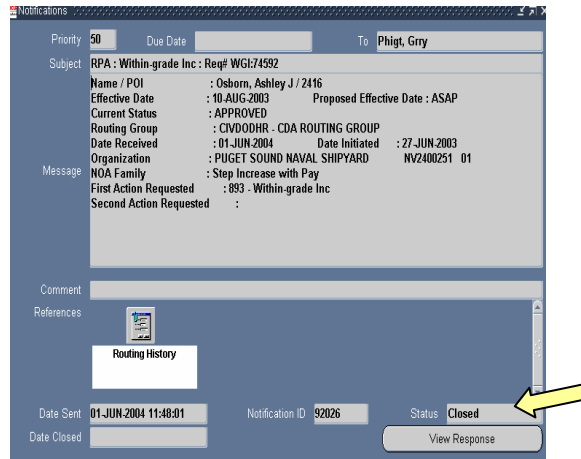 Notifications
Priority 50 Due Date To Phigt, Grry
Subject RPA : Within-grade Inc : Req# WGI:74592
Name / POI : Osborn, Ashley J / 2416
Effective Date : 10-AUG-2003 Proposed Effective Date : ASAP
Current Status : APPROVED
Routing Group : CIVDODHR - CDA ROUTING GROUP
Date Received : 01-JUN-2004 Date Initiated : 27-JUN-2003
Organization : PUGET SOUND NAVAL SHIPYARD NV2400251 01
Message NOA Family : Step Increase with Pay
First Action Requested : 893 - Within-grade Inc
Second Action Requested :
Comment
References
Routing History
Date Sent 01-JUN-2004 11:48:01 Notification ID 92026 Status Closed
Date Closed View Response